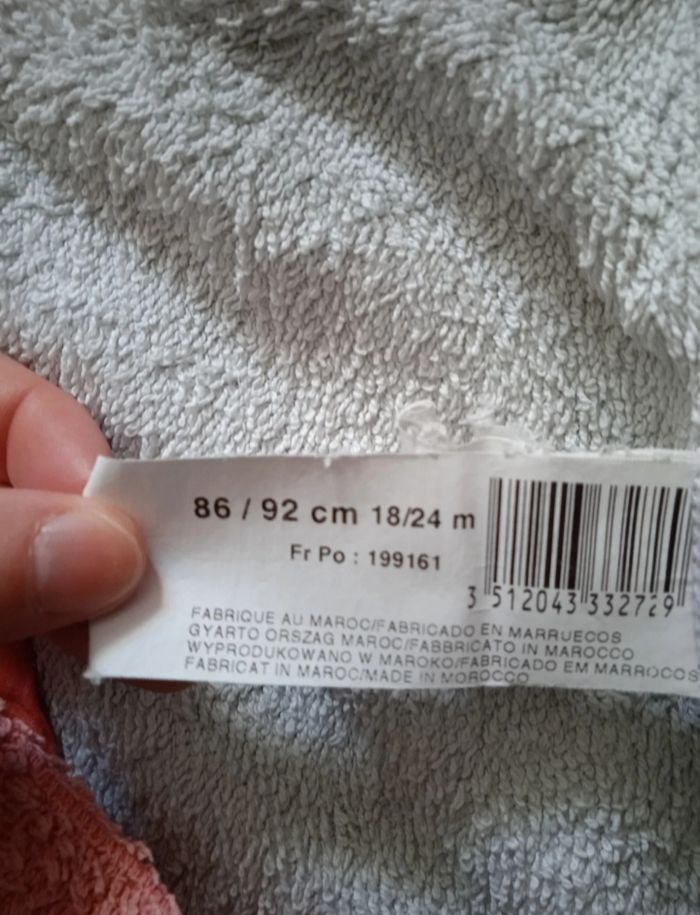 86 / 92 cm 18/24 m
Fr Po : 199161
3 512043 332729
FABRIQUE AU MAROC/FABRICADO EN MARRUECOS
GYARTO ORSZAG MAROC/FABBRICATO IN MAROCCO
WYPRODUKOWANO W MAROKO/FABRICADO EM MARROCOS
FABRICAT IN MAROC/MADE IN MOROCCO